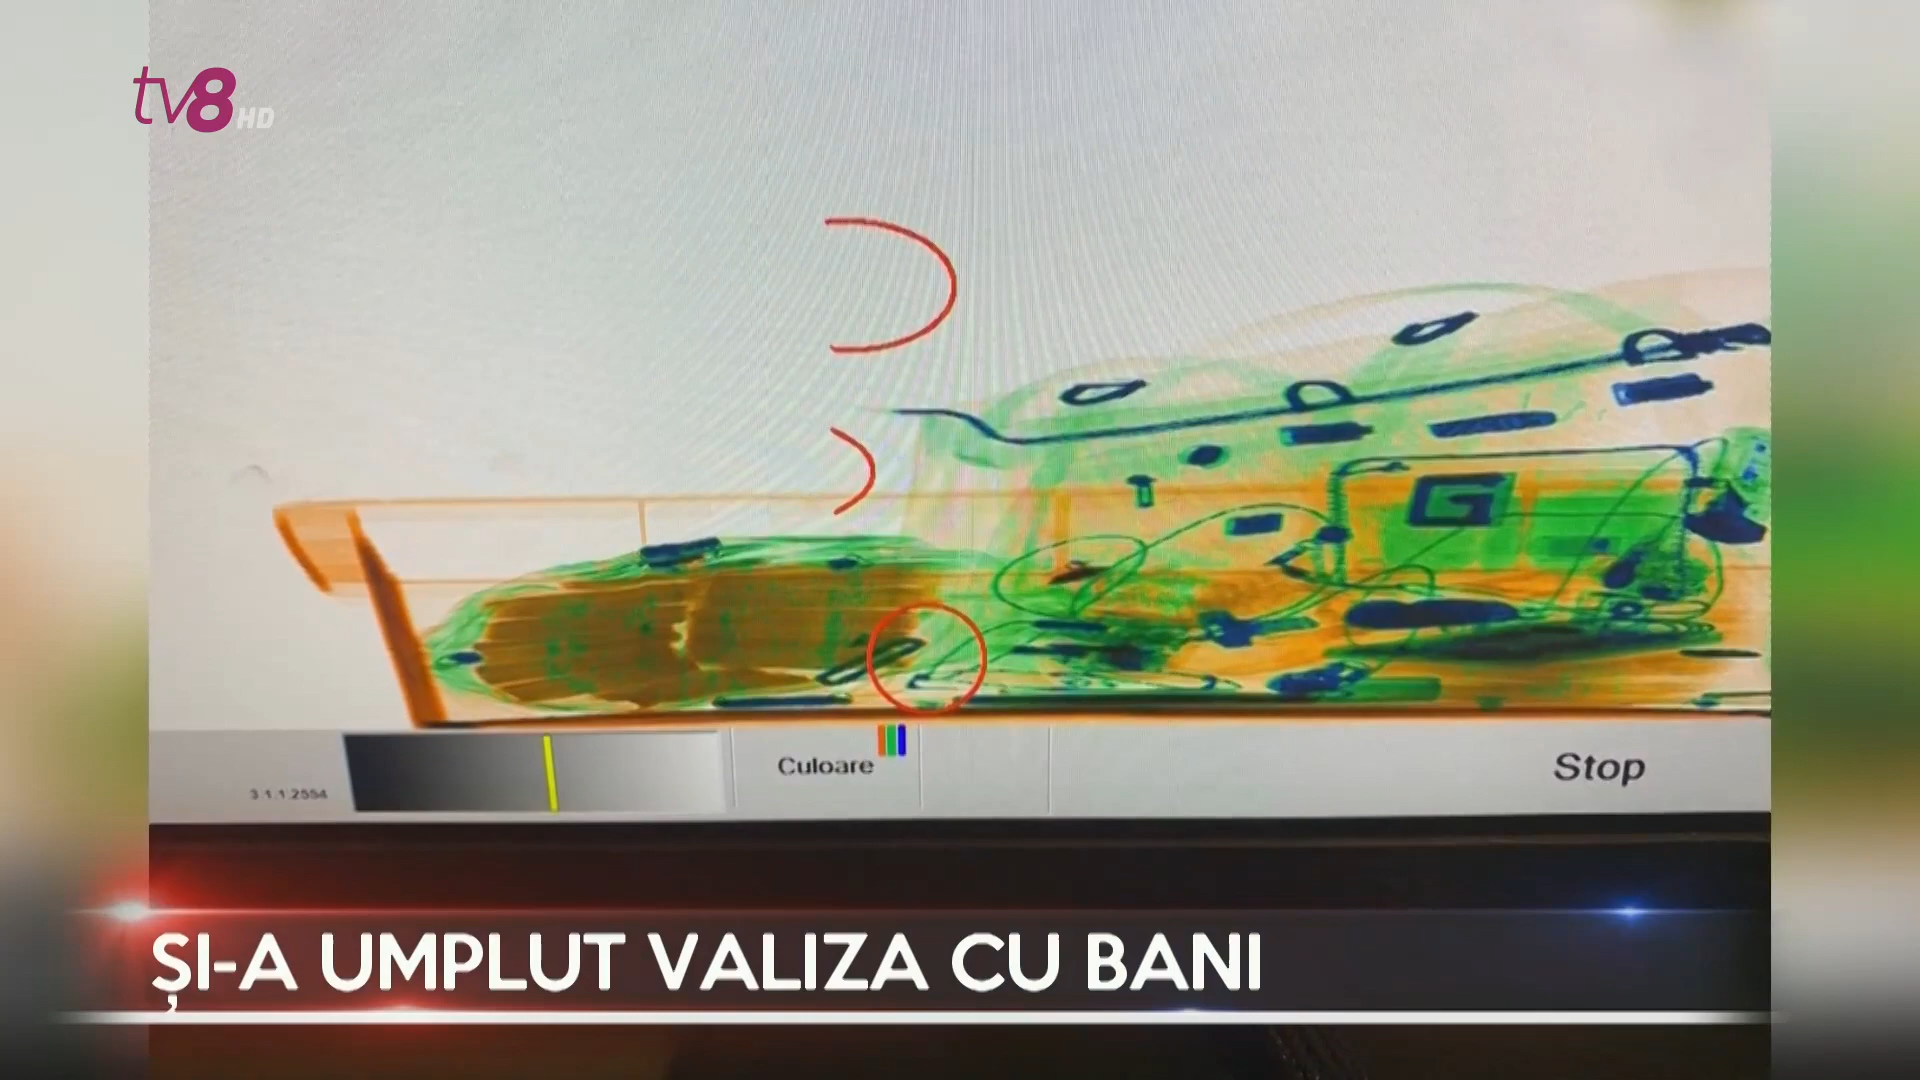 tv8 HD
G
3.1.1.2554
Culoare
Stop
ȘI-A UMPLUT VALIZA CU BANI